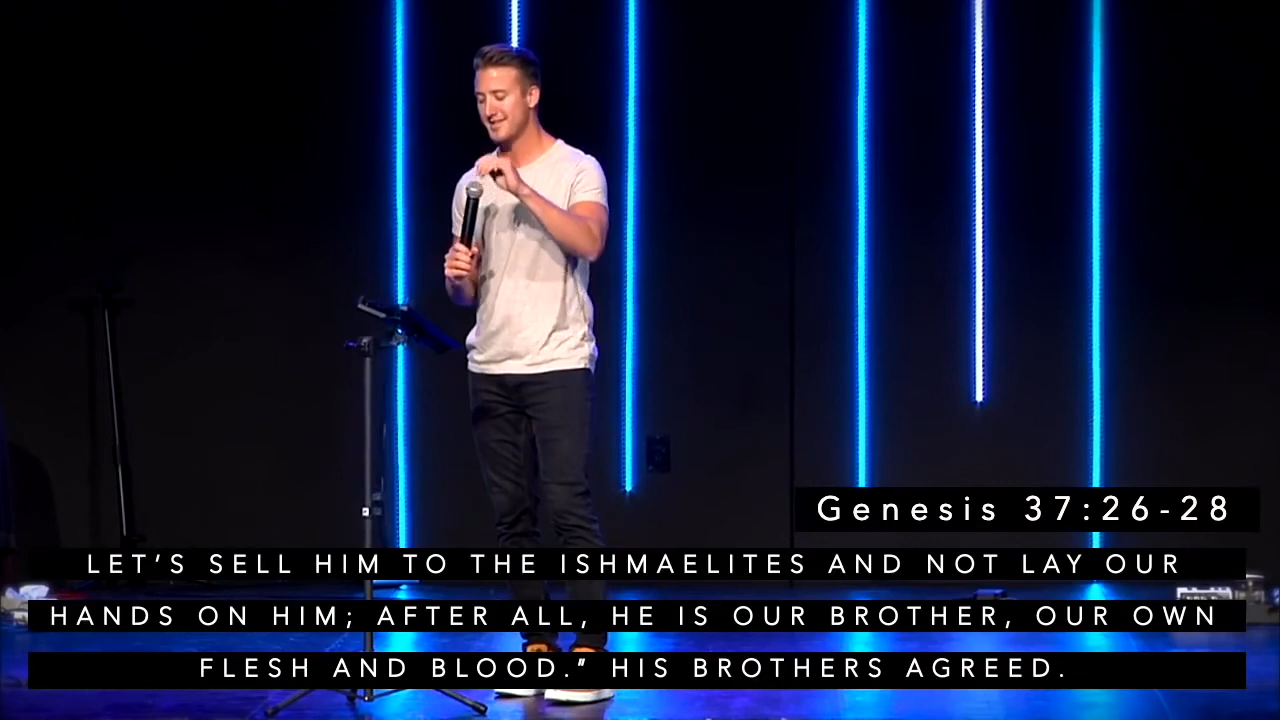 Genesis 37:26-28
LET'S SELL HIM TO THE ISHMAELITES AND NOT LAY OUR
HANDS ON HIM; AFTER ALL, HE IS OUR BROTHER, OUR OWN
FLESH AND BLOOD." HIS BROTHERS AGREED.